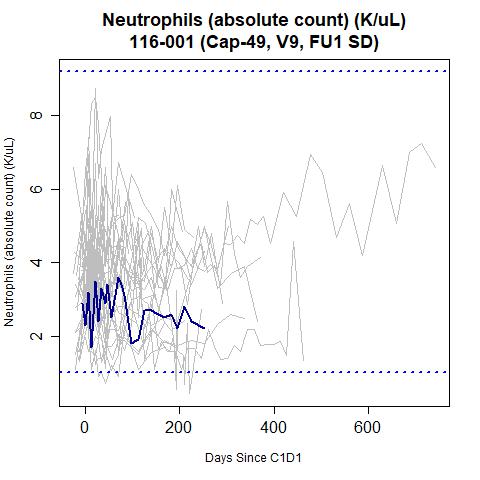 Neutrophils (absolute count) (K/uL)
116-001 (Cap-49, V9, FU1 SD)
Neutrophils (absolute count) (K/uL)
8
6
4
2
0 200 400 600
Days Since C1D1